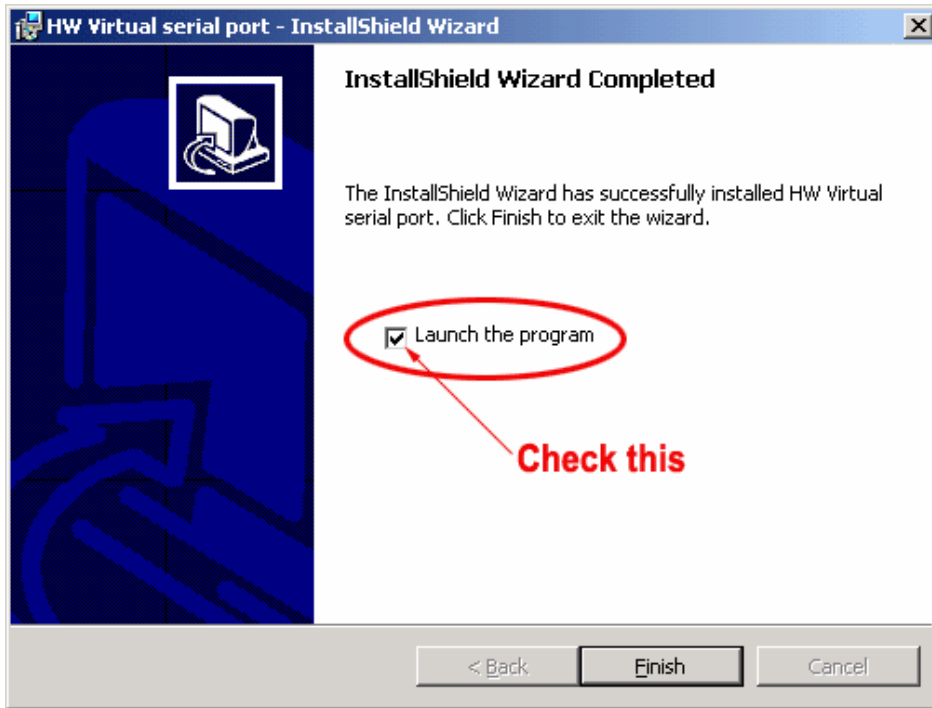 HW Virtual serial port - InstallShield Wizard
InstallShield Wizard Completed
The InstallShield Wizard has successfully installed HW Virtual
serial port. Click Finish to exit the wizard.
Launch the program
Check this
< Back
Finish
Cancel